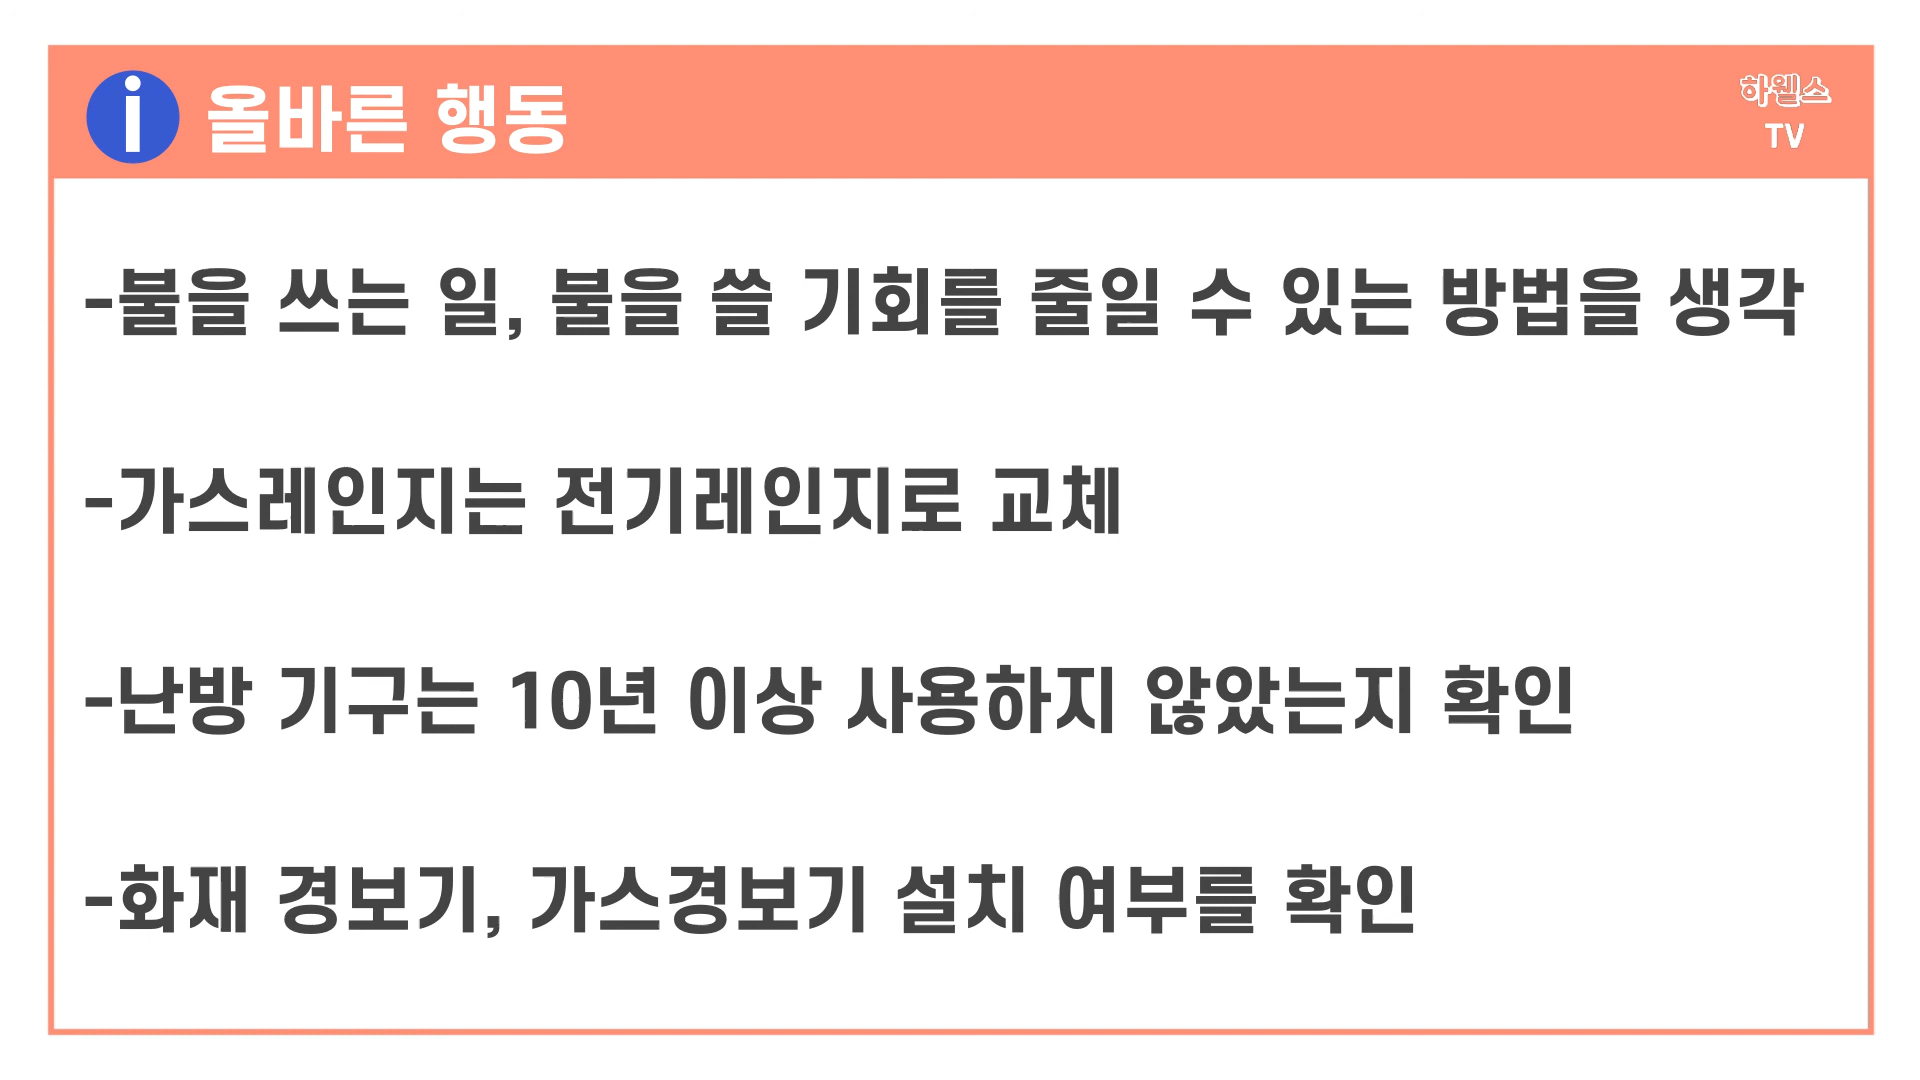 i 올바른 행동
하웰스
TV
-불을 쓰는 일, 불을 쓸 기회를 줄일 수 있는 방법을 생각
-가스레인지는 전기레인지로 교체
-난방 기구는 10년 이상 사용하지 않았는지 확인
-화재 경보기, 가스경보기 설치 여부를 확인